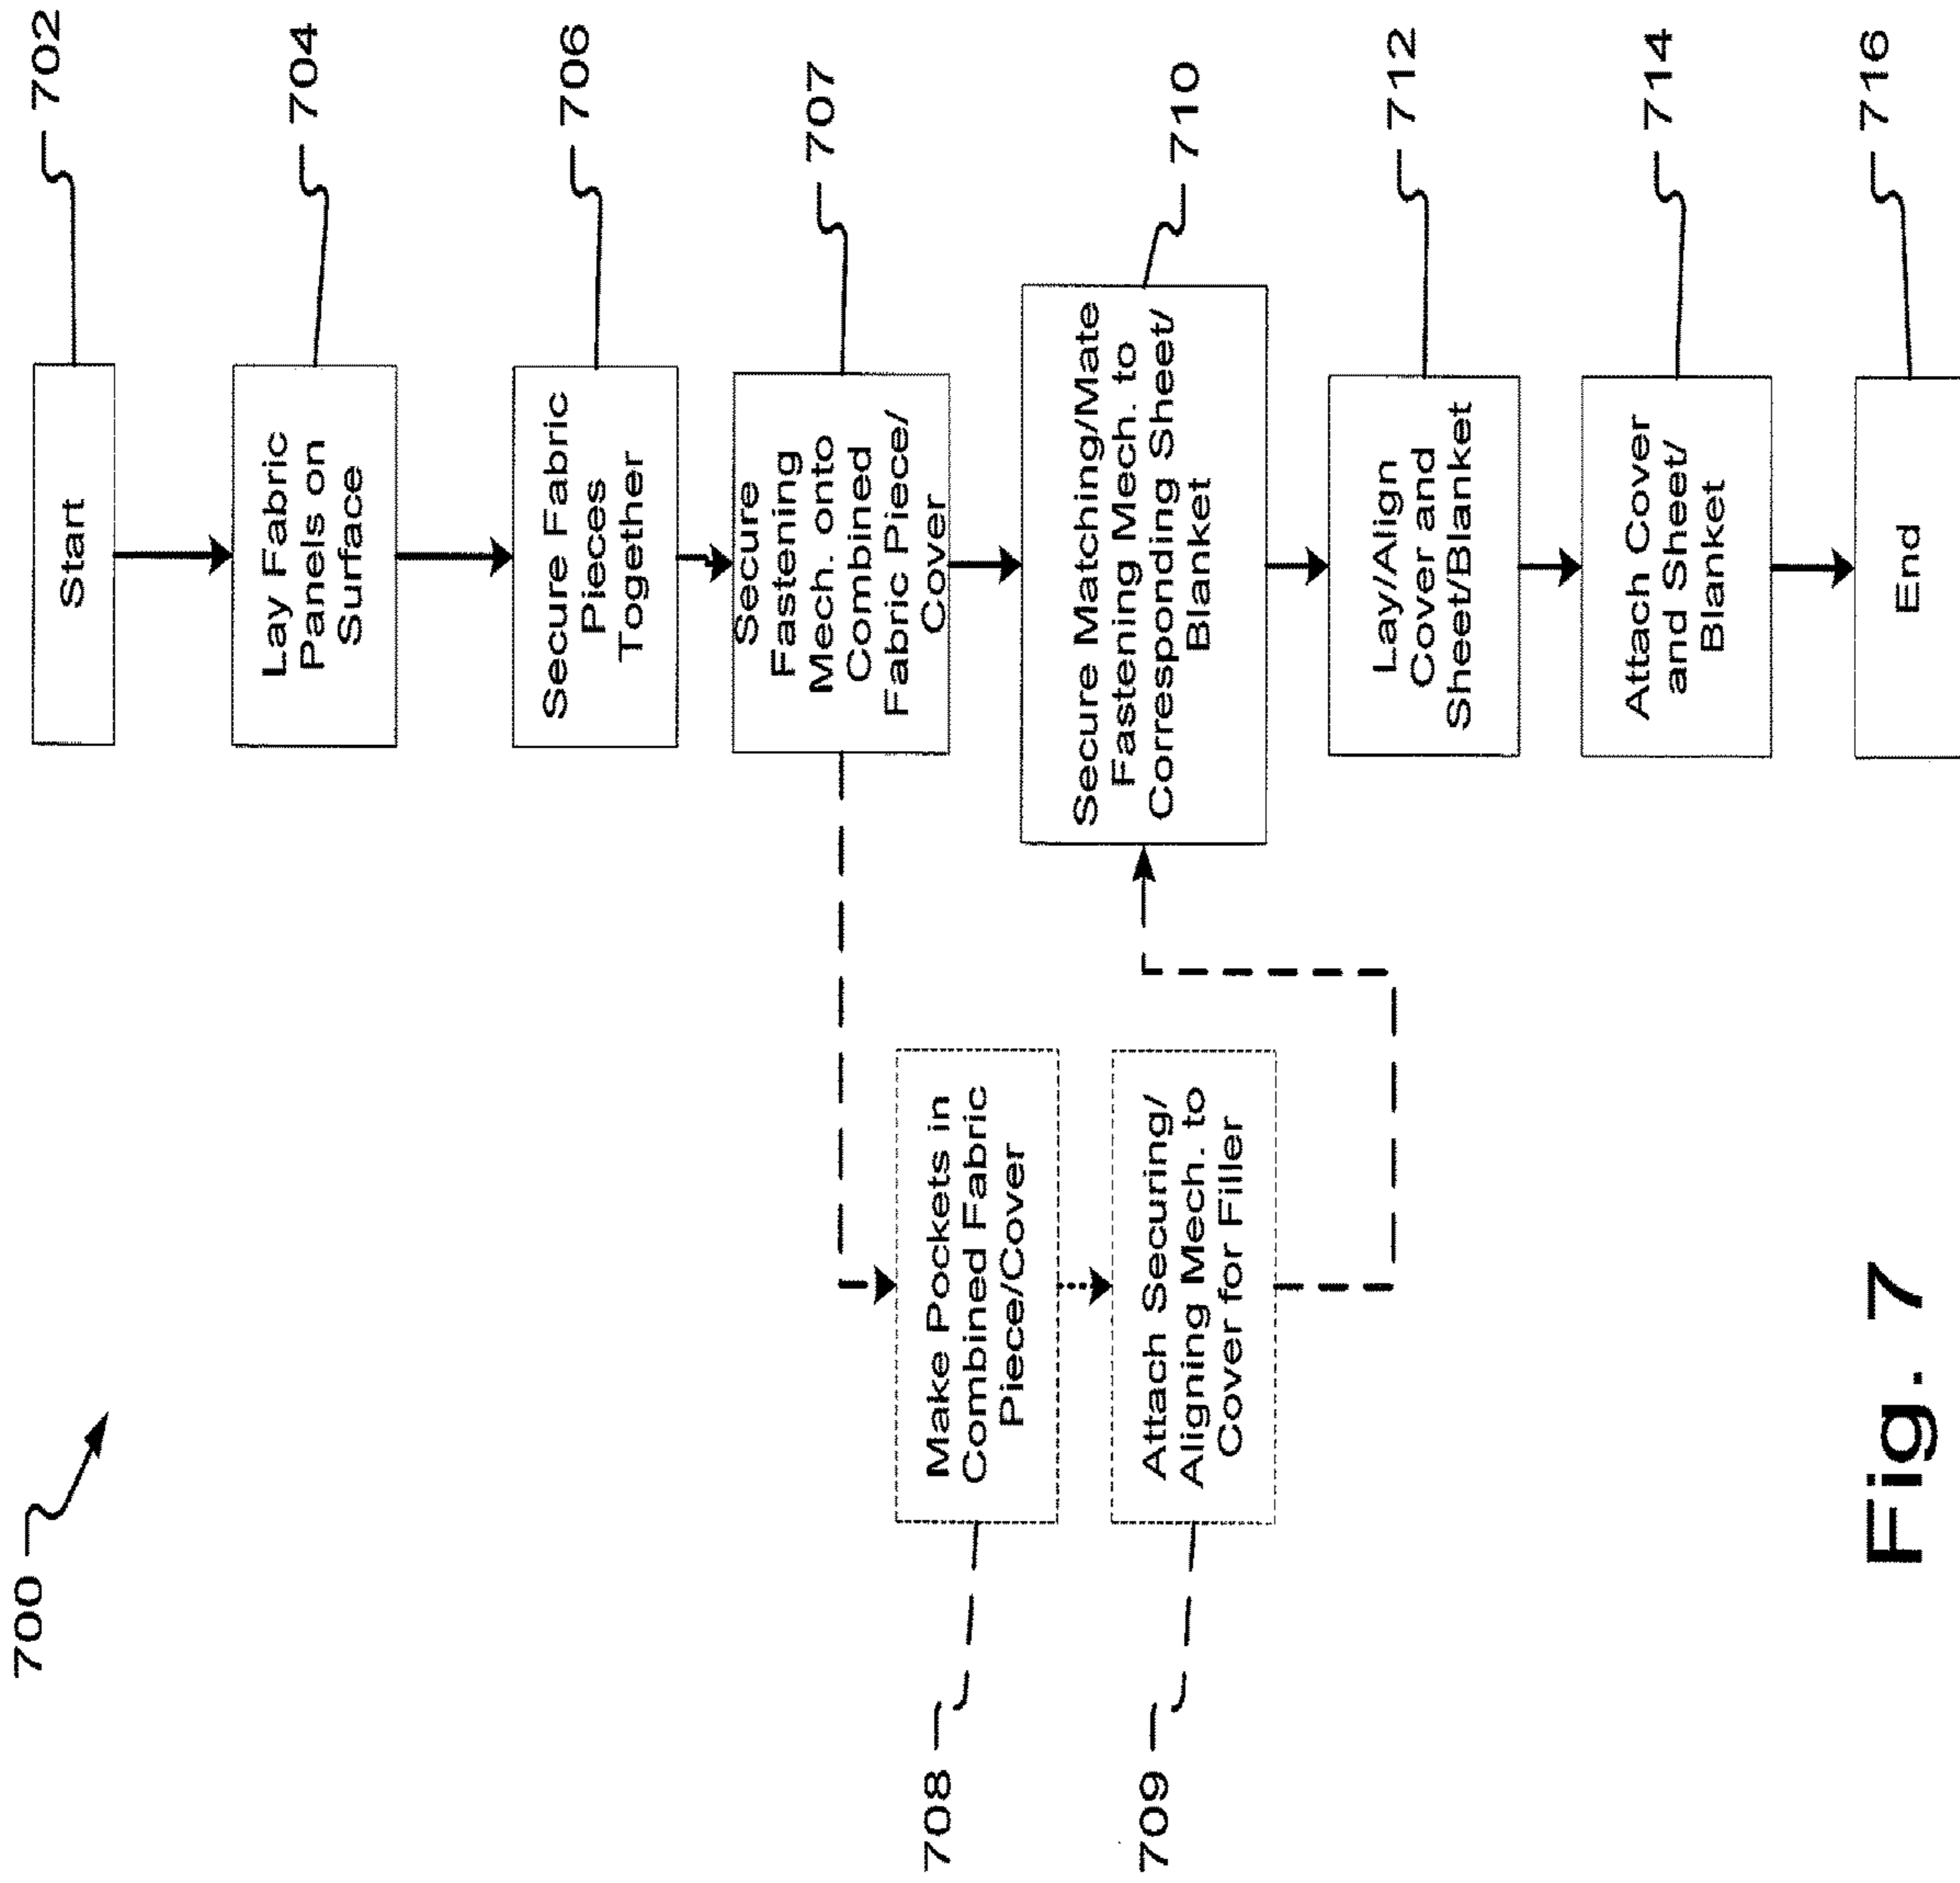 700
Start
702
Lay Fabric
Panels on
Surface
704
Secure Fabric
Pieces
Together
706
Secure
Fastening
Mech. onto
Combined
Fabric Piece/
Cover
707
Make Pockets in
Combined Fabric
Piece/Cover
708
Attach Securing/
Aligning Mech. to
Cover for Filler
709
Secure Matching/Mate
Fastening Mech. to
Corresponding Sheet/
Blanket
710
Lay/Align
Cover and
Sheet/Blanket
712
Attach Cover
and Sheet/
Blanket
714
End
716
Fig. 7